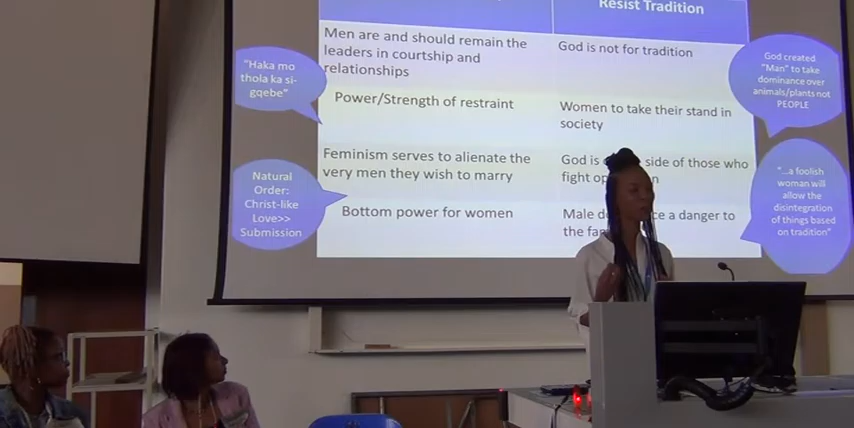 Resist Tradition
Men are and should remain the
leaders in courtship and
relationships
God is not for tradition
Power/Strength of restraint
Women to take their stand in
society
Feminism serves to alienate the
very men they wish to marry
God is side of those who
fight
Bottom power for women
Male a danger to
the
"Haka mo
thola ka si-
gqebe"
Natural
Order:
Christ-like
Love>>
Submission
God created
"Man" to take
dominance over
animals/plants not
PEOPLE
"...a foolish
woman will
allow the
disintegration
of things based
on tradition"